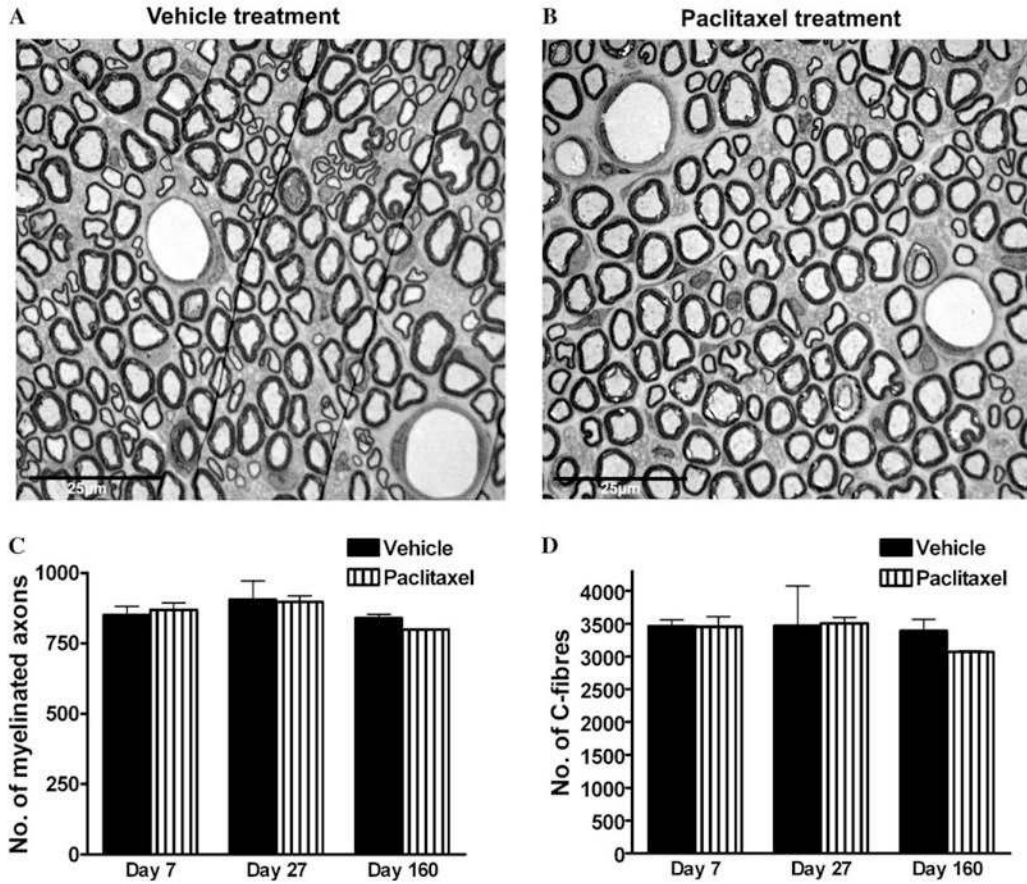 A Vehicle treatment
B Paclitaxel treatment
25µm
25µm
C
Vehicle
Paclitaxel
No. of myelinated axons
1000
750
500
250
0
Day 7 Day 27 Day 160
D
Vehicle
Paclitaxel
No. of C-fibres
4000
3500
3000
2500
2000
1500
1000
500
0
Day 7 Day 27 Day 160